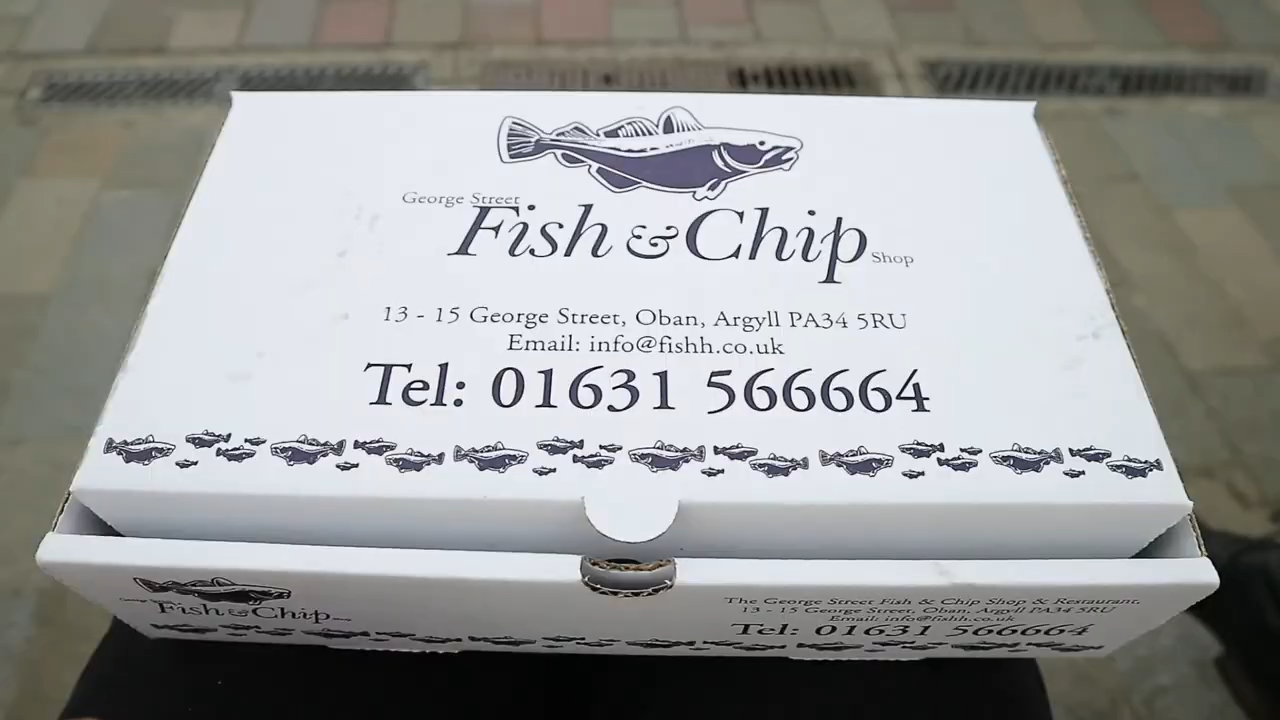 George Street
Fish & Chip Shop
13 - 15 George Street, Oban, Argyll PA34 5RU
Email: info@fishh.co.uk
Tel: 01631 566664
Fish & Chip
The George Street Fish & Chip Shop & Restaurant,
13 - 15 George Street, Oban, Argyll PA34 5RU
Email: info@fishh.co.uk
Tel: 01631 566664